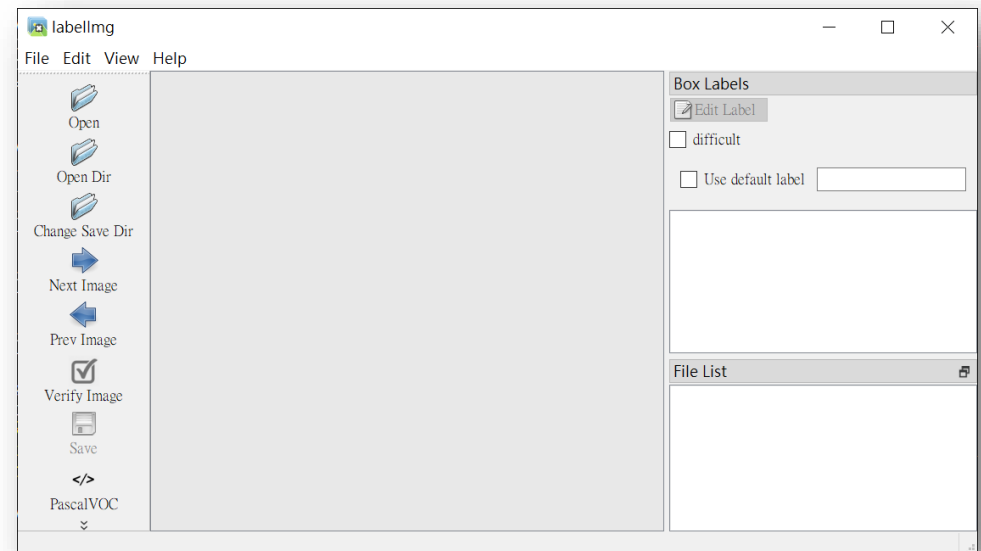 labelImg
File Edit View Help
Open
Open Dir
Change Save Dir
Next Image
Prev Image
Verify Image
Save
</>
PascalVOC
Box Labels
Edit Label
difficult
Use default label
File List